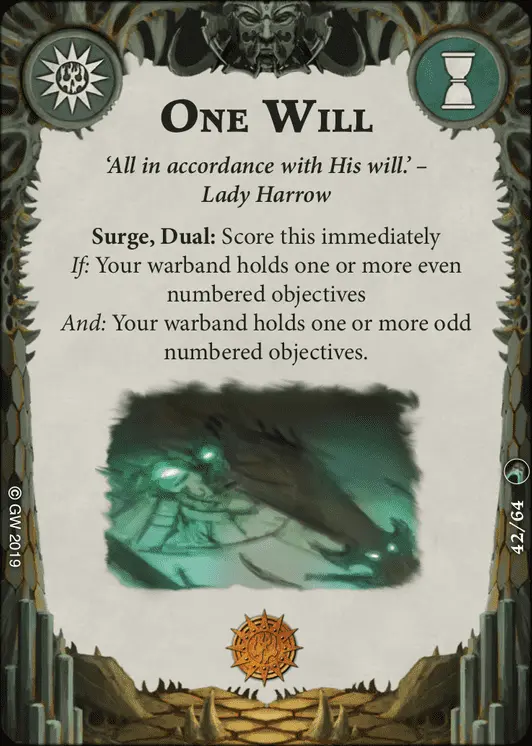 ONE WILL
‘All in accordance with His will.’ –
Lady Harrow
Surge, Dual: Score this immediately
If: Your warband holds one or more even
numbered objectives
And: Your warband holds one or more odd
numbered objectives.
© GW 2019
42/64